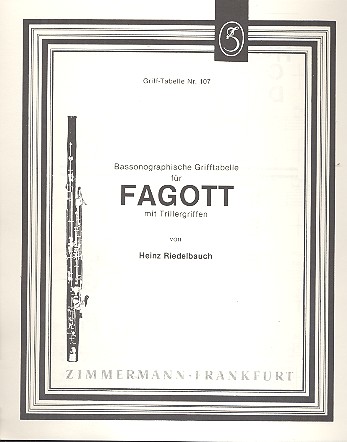 Griff-Tabelle Nr. 107
Bassonographische Grifftabelle
für
FAGOTT
mit Trillergriffen
von
Heinz Riedelbauch
ZIMMERMANN-FRANKFURT